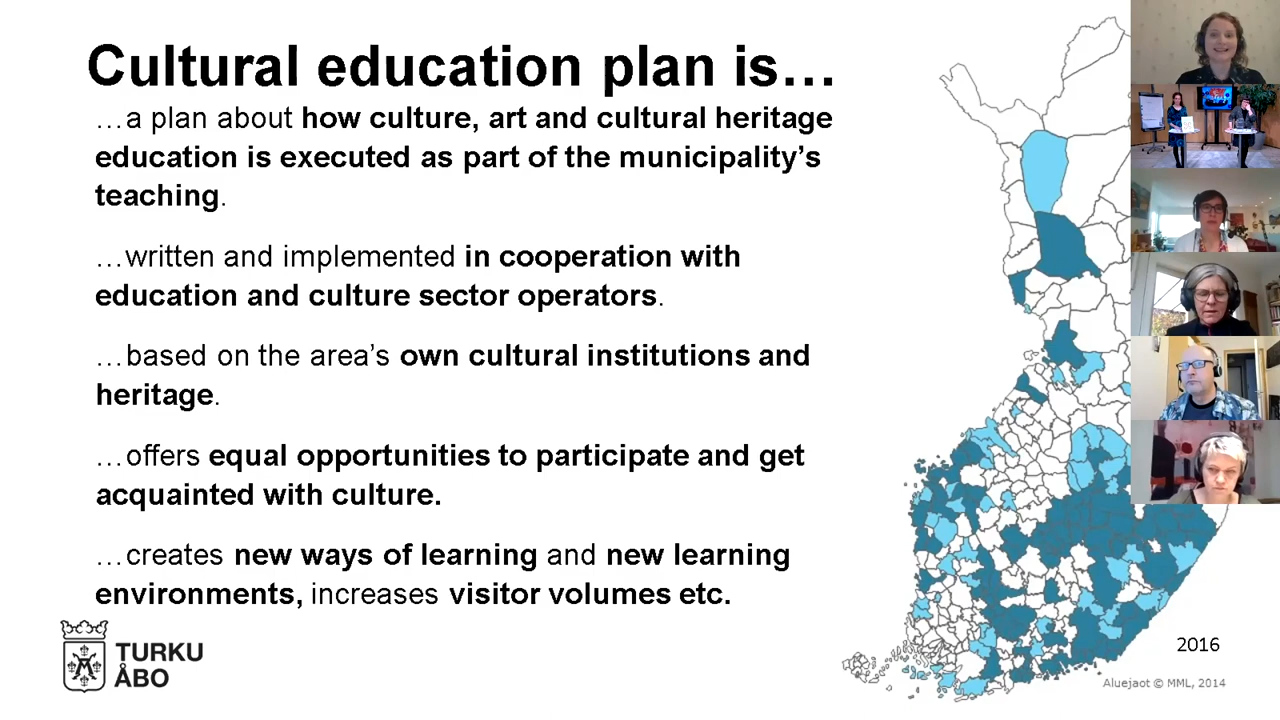 Cultural education plan is…
…a plan about how culture, art and cultural heritage
education is executed as part of the municipality’s
teaching.
…written and implemented in cooperation with
education and culture sector operators.
…based on the area’s own cultural institutions and
heritage.
…offers equal opportunities to participate and get
acquainted with culture.
…creates new ways of learning and new learning
environments, increases visitor volumes etc.
TURKU
ÅBO
2016
Aluejaot © MML, 2014